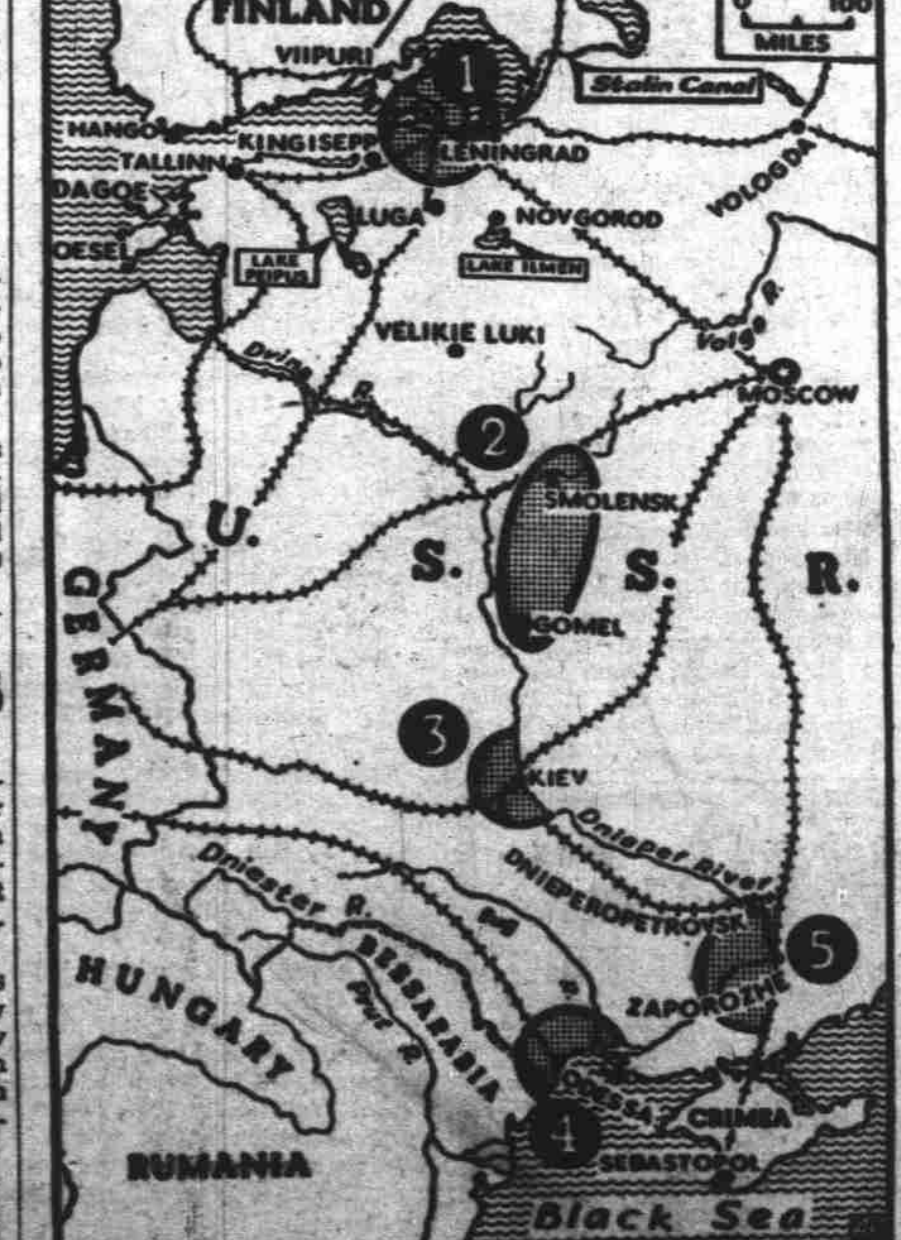 FINLAND
0 100
MILES
VIIPURI
1
Stalin Canal
HANGO
KINGISEPP
LENINGRAD
TALLINN
VOLOGDA
DAGOE
LUGA
NOVGOROD
OESEL
LAKE
PEIPUS
LAKE ILMEN
R.
Volga
VELIKIE LUKI
Dvina
R.
MOSCOW
2
SMOLENSK
U.
S.
S.
R.
GERMANY
GOMEL
3
KIEV
Dnieper River
DNIEPEROPETROVSK
Dniester
R.
BESSARABIA
Prut R
5
HUNGARY
ZAPOROZHE
ODESSA
4
CRIMEA
RUMANIA
SEBASTOPOL
Black Sea